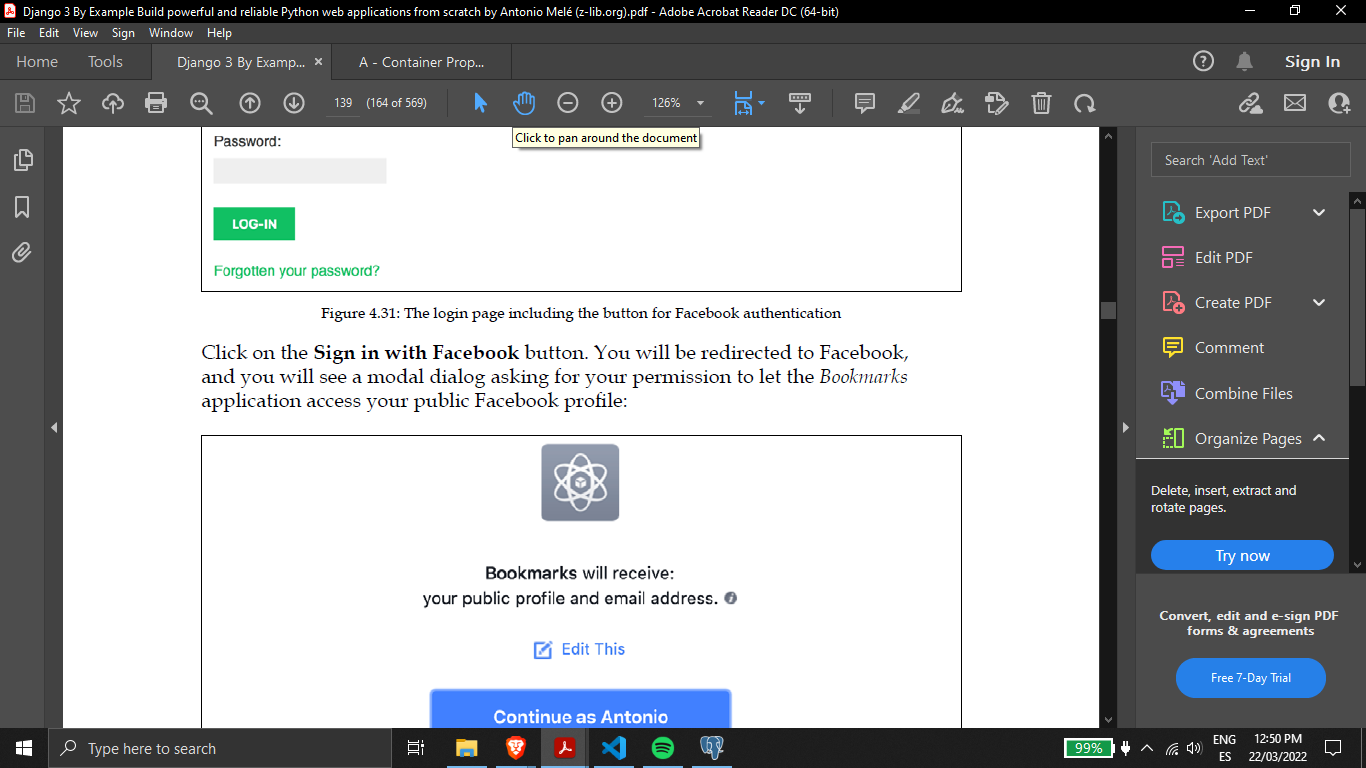 Django 3 By Example Build powerful and reliable Python web applications from scratch by Antonio Melé (z-lib.org).pdf - Adobe Acrobat Reader DC (64-bit)
File Edit View Sign Window Help
Home Tools Django 3 By Examp... × A - Container Prop... Sign In
139 (164 of 569) 126%
Click to pan around the document
Password:
LOG-IN
Forgotten your password?
Figure 4.31: The login page including the button for Facebook authentication
Click on the Sign in with Facebook button. You will be redirected to Facebook,
and you will see a modal dialog asking for your permission to let the Bookmarks
application access your public Facebook profile:
Bookmarks will receive:
your public profile and email address.
Edit This
Continue as Antonio
Search 'Add Text'
Export PDF
Edit PDF
Create PDF
Comment
Combine Files
Organize Pages
Delete, insert, extract and
rotate pages.
Try now
Convert, edit and e-sign PDF
forms & agreements
Free 7-Day Trial
Type here to search
99%
ENG
ES
12:50 PM
22/03/2022